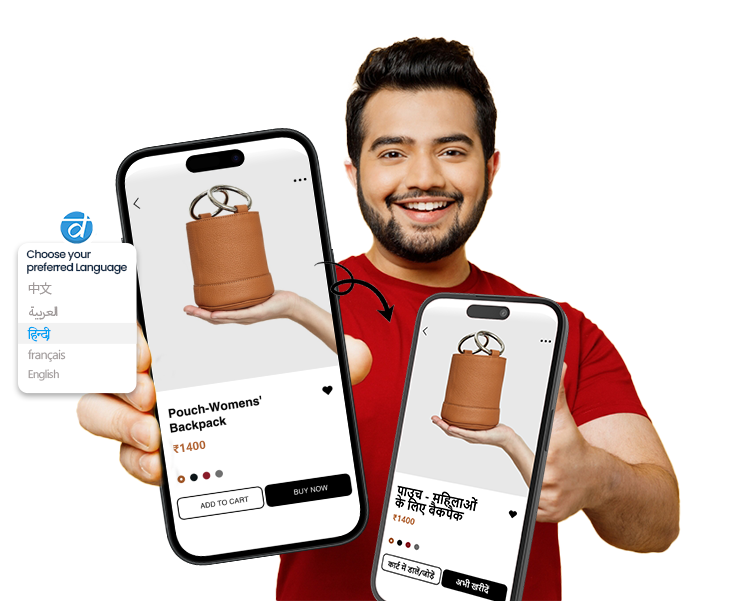 Choose your
preferred Language
中文
العربية
हिन्दी
français
English
Pouch-Womens'
Backpack
₹1400
ADD TO CART
BUY NOW
पाउच - महिलाओं
के लिए बैकपैक
₹1400
कार्ट में डालें/जोड़ें
अभी खरीदें